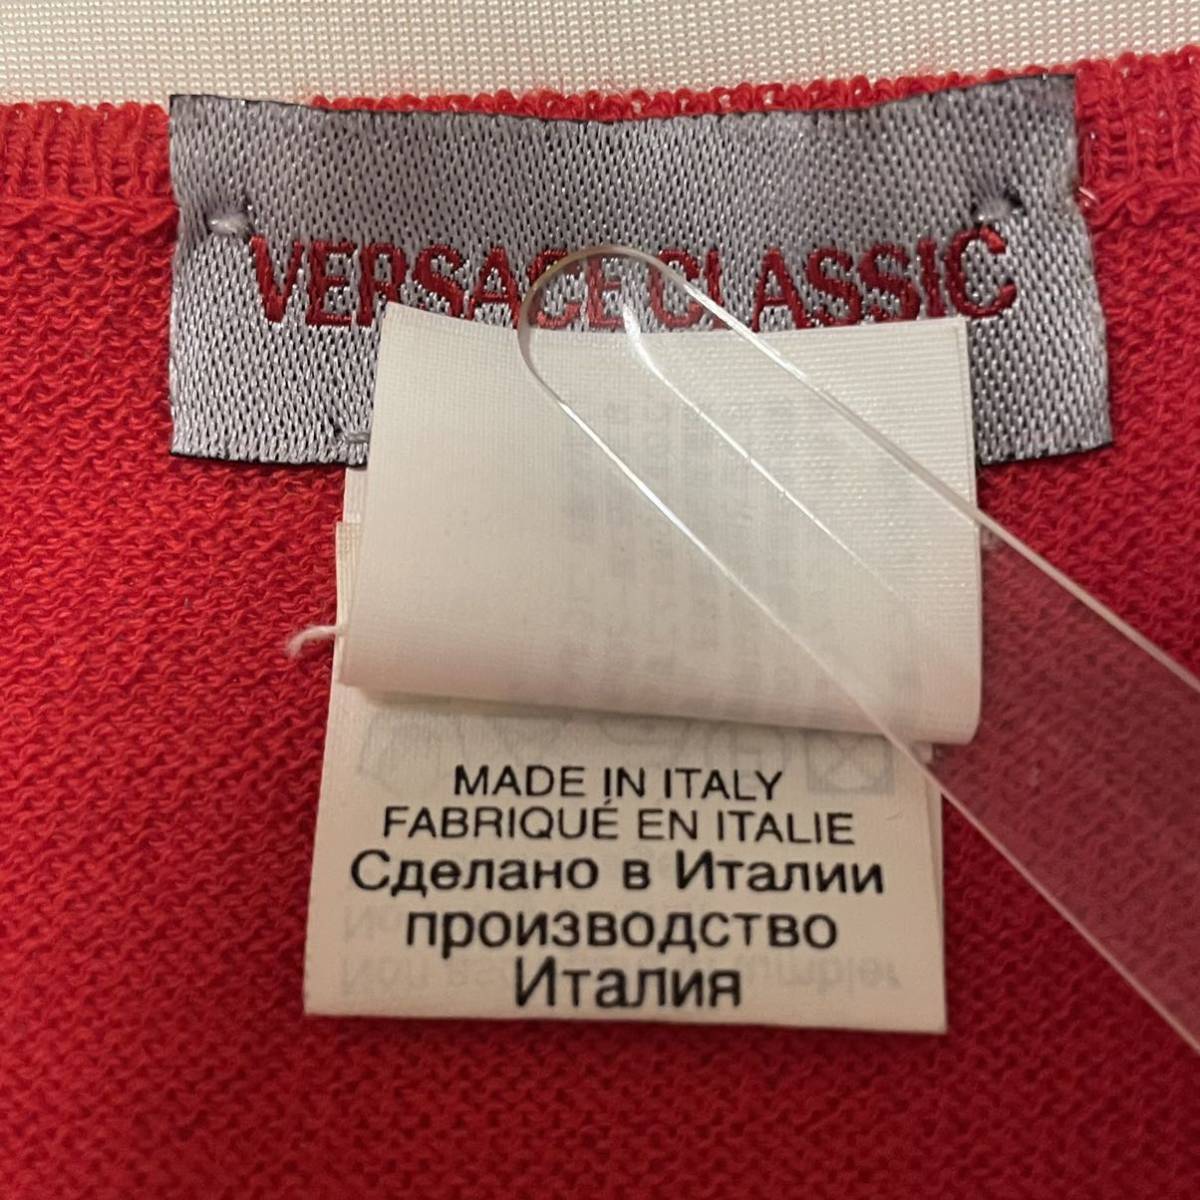 VERSACE CLASSIC
MADE IN ITALY
FABRIQUÉ EN ITALIE
Сделано в Италии
производство
Италия